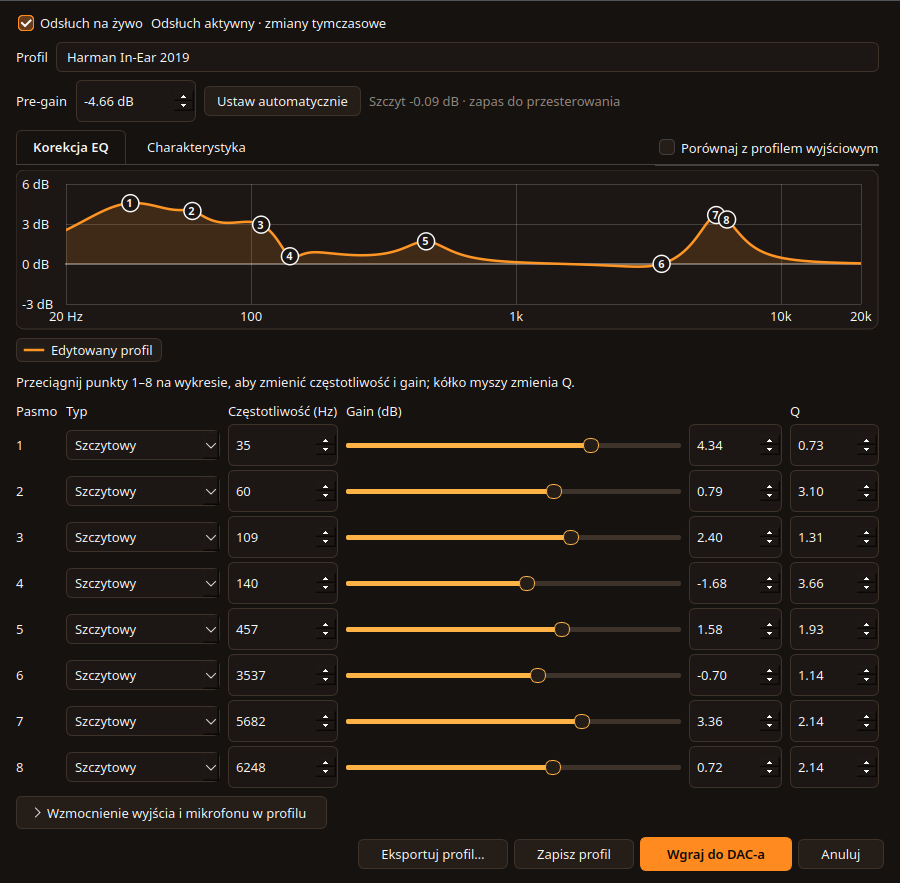 Odsłuch na żywo Odsłuch aktywny · zmiany tymczasowe
Profil Harman In-Ear 2019
Pre-gain -4.66 dB Ustaw automatycznie Szczyt -0.09 dB · zapas do przesterowania
Korekcja EQ Charakterystyka Porównaj z profilem wyjściowym
6 dB
3 dB
0 dB
-3 dB
1 2 3 4 5 6 7 8
20 Hz 100 1k 10k 20k
Edytowany profil
Przeciągnij punkty 1–8 na wykresie, aby zmienić częstotliwość i gain; kółko myszy zmienia Q.
Pasmo Typ Częstotliwość (Hz) Gain (dB) Q
1 Szczytowy 35 4.34 0.73
2 Szczytowy 60 0.79 3.10
3 Szczytowy 109 2.40 1.31
4 Szczytowy 140 -1.68 3.66
5 Szczytowy 457 1.58 1.93
6 Szczytowy 3537 -0.70 1.14
7 Szczytowy 5682 3.36 2.14
8 Szczytowy 6248 0.72 2.14
Wzmocnienie wyjścia i mikrofonu w profilu
Eksportuj profil... Zapisz profil Wgraj do DAC-a Anuluj